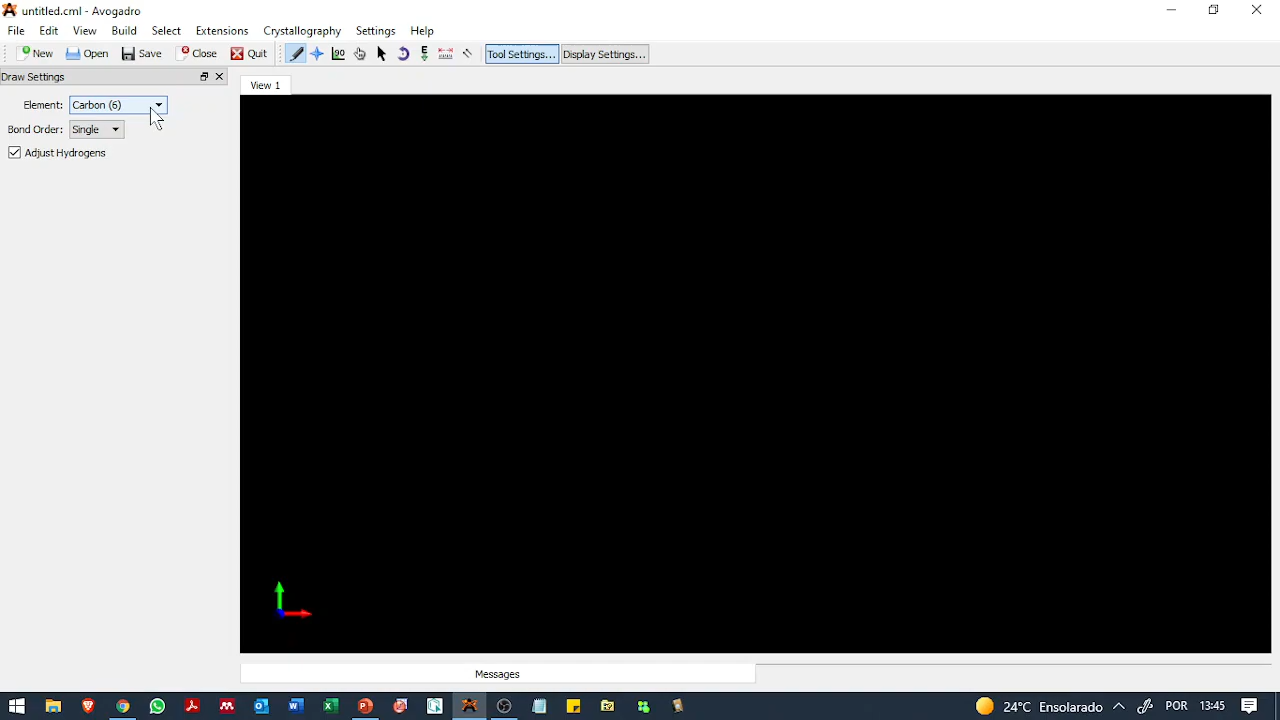 untitled.cml - Avogadro
File Edit View Build Select Extensions Crystallography Settings Help
New Open Save Close Quit Tool Settings... Display Settings...
Draw Settings
View 1
Element: Carbon (6)
Bond Order: Single
Adjust Hydrogens
Messages
24°C Ensolarado POR 13:45